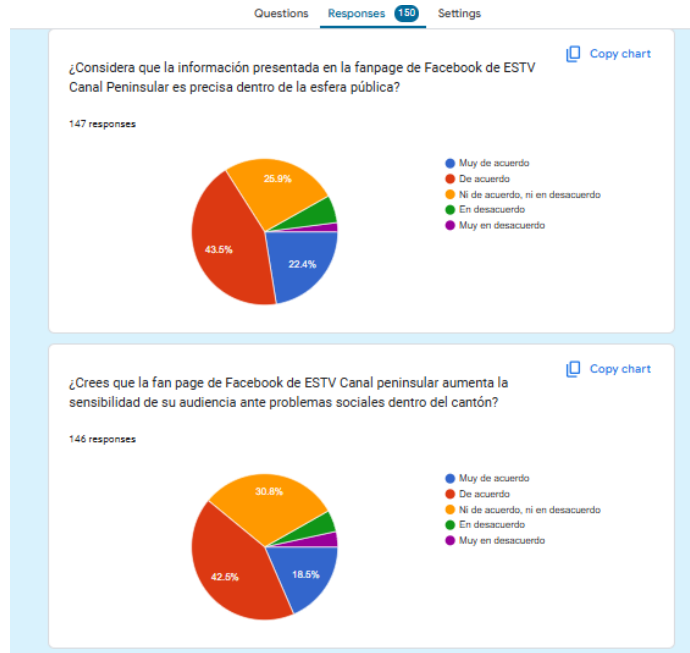 Questions Responses 150 Settings
Copy chart
¿Considera que la información presentada en la fanpage de Facebook de ESTV
Canal Peninsular es precisa dentro de la esfera pública?
147 responses
25.9%
43.5%
22.4%
Muy de acuerdo
De acuerdo
Ni de acuerdo, ni en desacuerdo
En desacuerdo
Muy en desacuerdo
Copy chart
¿Crees que la fan page de Facebook de ESTV Canal peninsular aumenta la
sensibilidad de su audiencia ante problemas sociales dentro del cantón?
146 responses
30.8%
42.5%
18.5%
Muy de acuerdo
De acuerdo
Ni de acuerdo, ni en desacuerdo
En desacuerdo
Muy en desacuerdo